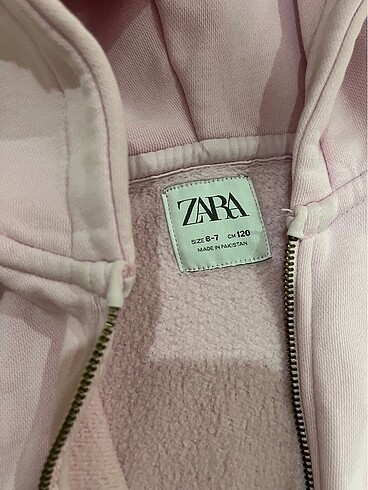 ZARA
SIZE 6-7 CM 120
MADE IN PAKISTAN